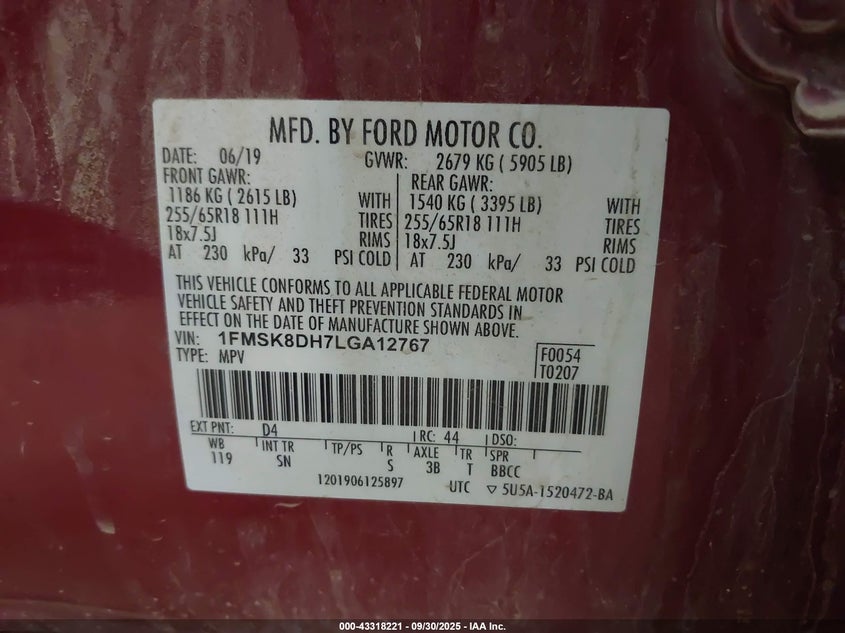 MFD. BY FORD MOTOR CO.
DATE: 06/19 GVWR: 2679 KG ( 5905 LB)
FRONT GAWR: REAR GAWR:
1186 KG ( 2615 LB) WITH 1540 KG ( 3395 LB) WITH
255/65R18 111H TIRES 255/65R18 111H TIRES
18x7.5J RIMS 18x7.5J RIMS
AT 230 kPa/ 33 PSI COLD AT 230 kPa/ 33 PSI COLD
THIS VEHICLE CONFORMS TO ALL APPLICABLE FEDERAL MOTOR
VEHICLE SAFETY AND THEFT PREVENTION STANDARDS IN
EFFECT ON THE DATE OF MANUFACTURE SHOWN ABOVE.
VIN: 1FMSK8DH7LGA12767
TYPE: MPV
F0054
T0207
EXT PNT: D4 RC: 44 DSO:
WB INT TR TP/PS R AXLE TR SPR
119 SN S 3B T BBCC
1201906125897 UTC ▽ 5U5A-1520472-BA
000-43318221 - 09/30/2025 - IAA Inc.